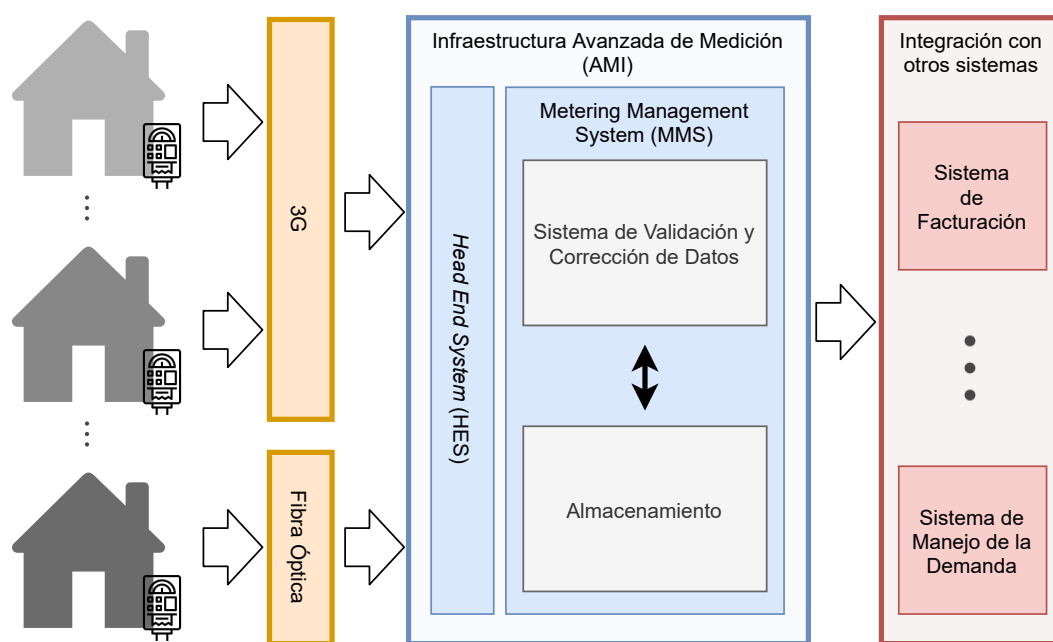 3G
Fibra Óptica
Infraestructura Avanzada de Medición
(AMI)
Head End System (HES)
Metering Management
System (MMS)
Sistema de Validación y
Corrección de Datos
Almacenamiento
Integración con
otros sistemas
Sistema
de
Facturación
Sistema de
Manejo de la
Demanda